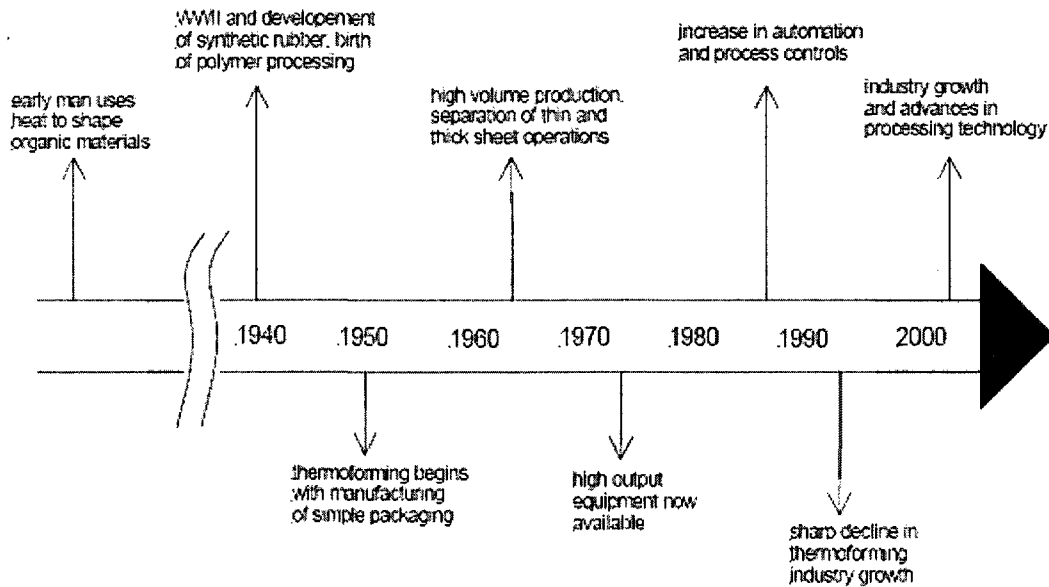 WWII and developement
of synthetic rubber, birth
of polymer processing
increase in automation
and process controls
early man uses
heat to shape
organic materials
high volume production,
separation of thin and
thick sheet operations
industry growth
and advances in
processing technology
1940 1950 1960 1970 1980 1990 2000
thermoforming begins
with manufacturing
of simple packaging
high output
equipment now
available
sharp decline in
thermoforming
industry growth